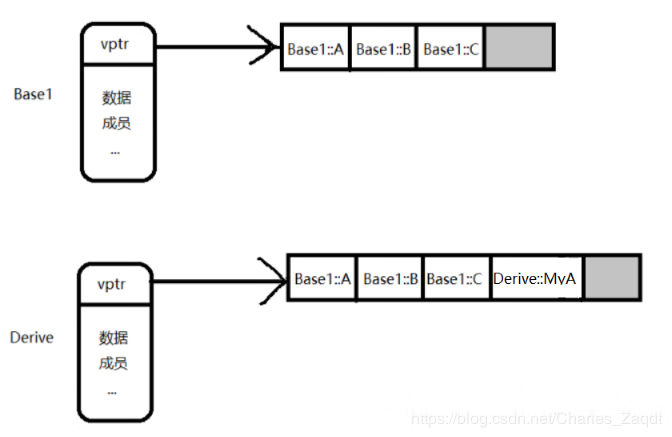 vptr
Base1::A Base1::B Base1::C
Base1
数据
成员
...
vptr
Base1::A Base1::B Base1::C Derive::MyA
Derive
数据
成员
...
https://blog.csdn.net/Charles_Zaqdt